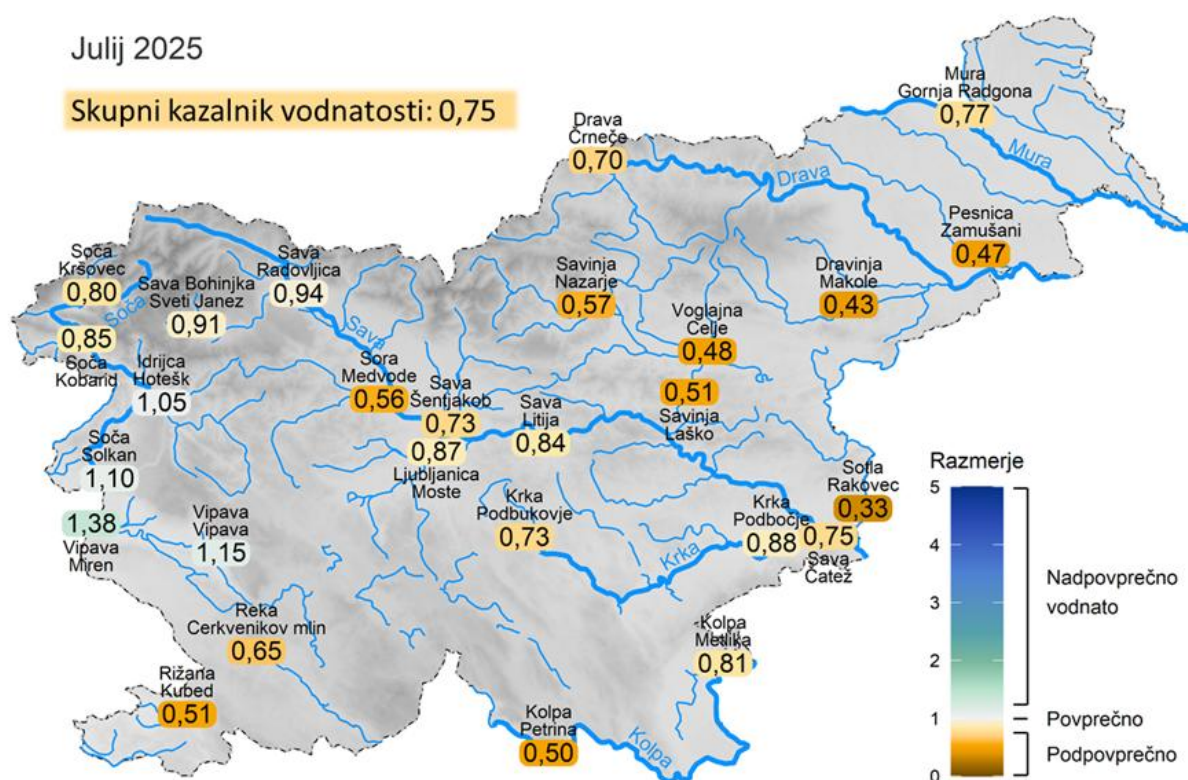 Julij 2025
Skupni kazalnik vodnatosti: 0,75
Mura
Gornja Radgona
0,77
Mura
Drava
Črneče
0,70
Drava
Pesnica
Zamušani
0,47
Soča
Kršovec
0,80
Soča
Sava Bohinjka
Sveti Janez
0,91
Sava
Radovljica
0,94
Sava
Savinja
Nazarje
0,57
Dravinja
Makole
0,43
Voglajna
Celje
0,48
0,85
Soča
Kobarid
Idrijca
Hotešk
1,05
Sora
Medvode
0,56
Sava
Šentjakob
0,73
0,87
Ljubljanica
Moste
Sava
Litija
0,84
0,51
Savinja
Laško
Soča
Solkan
1,10
1,38
Vipava
Miren
Vipava
Vipava
1,15
Krka
Podbukovje
0,73
Krka
Krka
Podbočje
0,88
Sotla
Rakovec
0,33
0,75
Sava
Čatež
Reka
Cerkvenikov mlin
0,65
Rižana
Kubed
0,51
Kolpa
Petrina
0,50
Kolpa
Kolpa
Metlika
0,81
Razmerje
5
4
3
2
1
0
Nadpovprečno
vodnato
Povprečno
Podpovprečno